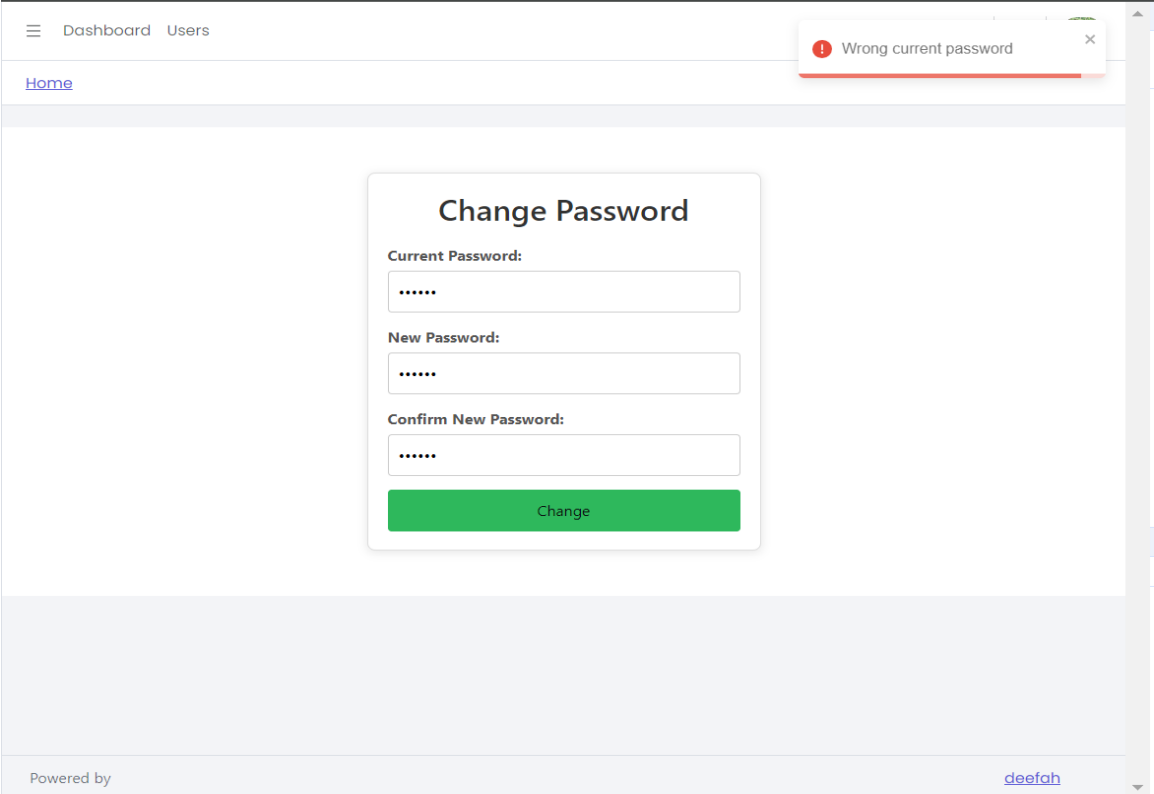 Dashboard Users
Wrong current password
Home
Change Password
Current Password:
••••••
New Password:
••••••
Confirm New Password:
••••••
Change
Powered by
deefah